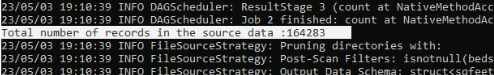 23/05/03 19:10:39 INFO DAGScheduler: ResultStage 3 (count at NativeMethodAcc
23/05/03 19:10:39 INFO DAGScheduler: Job 2 finished: count at NativeMethodAc
Total number of records in the source data :164283
23/05/03 19:10:39 INFO FileSourceStrategy: Pruning directories with:
23/05/03 19:10:39 INFO FileSourceStrategy: Post-Scan Filters: isnotnull(beds
23/05/03 19:10:39 INFO FileSourceStrategy: Output Data Schema: struct<sqfeet